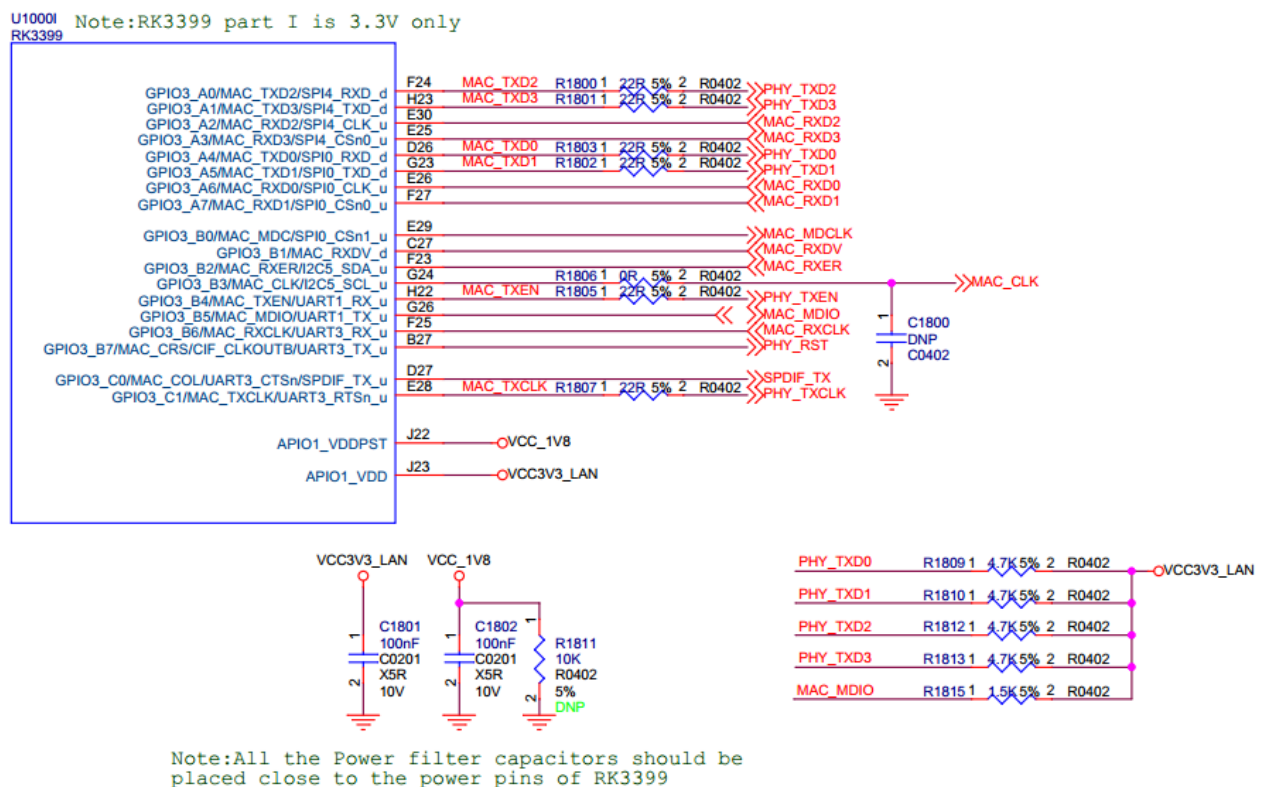 U1000I Note:RK3399 part I is 3.3V only
RK3399
GPIO3_A0/MAC_TXD2/SPI4_RXD_d F24 MAC_TXD2 R1800 1 22R 5% 2 R0402 PHY_TXD2
GPIO3_A1/MAC_TXD3/SPI4_TXD_d H23 MAC_TXD3 R1801 1 22R 5% 2 R0402 PHY_TXD3
GPIO3_A2/MAC_RXD2/SPI4_CLK_u E30 MAC_RXD2
GPIO3_A3/MAC_RXD3/SPI4_CSn0_u E25 MAC_RXD3
GPIO3_A4/MAC_TXD0/SPI0_RXD_d D26 MAC_TXD0 R1803 1 22R 5% 2 R0402 PHY_TXD0
GPIO3_A5/MAC_TXD1/SPI0_TXD_d G23 MAC_TXD1 R1802 1 22R 5% 2 R0402 PHY_TXD1
GPIO3_A6/MAC_RXD0/SPI0_CLK_u E26 MAC_RXD0
GPIO3_A7/MAC_RXD1/SPI0_CSn0_u F27 MAC_RXD1
GPIO3_B0/MAC_MDC/SPI0_CSn1_u E29 MAC_MDCLK
GPIO3_B1/MAC_RXDV_d C27 MAC_RXDV
GPIO3_B2/MAC_RXER/I2C5_SDA_u F23 MAC_RXER
GPIO3_B3/MAC_CLK/I2C5_SCL_u G24 R1806 1 0R 5% 2 R0402 MAC_CLK
GPIO3_B4/MAC_TXEN/UART1_RX_u H22 MAC_TXEN R1805 1 22R 5% 2 R0402 PHY_TXEN
GPIO3_B5/MAC_MDIO/UART1_TX_u G26 MAC_MDIO
GPIO3_B6/MAC_RXCLK/UART3_RX_u F25 MAC_RXCLK
GPIO3_B7/MAC_CRS/CIF_CLKOUTB/UART3_TX_u B27 PHY_RST
1 C1800
DNP
2 C0402
GPIO3_C0/MAC_COL/UART3_CTSn/SPDIF_TX_u D27 SPDIF_TX
GPIO3_C1/MAC_TXCLK/UART3_RTSn_u E28 MAC_TXCLK R1807 1 22R 5% 2 R0402 PHY_TXCLK
APIO1_VDDPST J22 VCC_1V8
APIO1_VDD J23 VCC3V3_LAN
VCC3V3_LAN VCC_1V8
1 C1801
100nF
C0201
X5R
2 10V
1 C1802
100nF
C0201
X5R
2 10V
1 R1811
10K
R0402
2 5%
DNP
PHY_TXD0 R1809 1 4.7K 5% 2 R0402 VCC3V3_LAN
PHY_TXD1 R1810 1 4.7K 5% 2 R0402
PHY_TXD2 R1812 1 4.7K 5% 2 R0402
PHY_TXD3 R1813 1 4.7K 5% 2 R0402
MAC_MDIO R1815 1 1.5K 5% 2 R0402
Note:All the Power filter capacitors should be
placed close to the power pins of RK3399